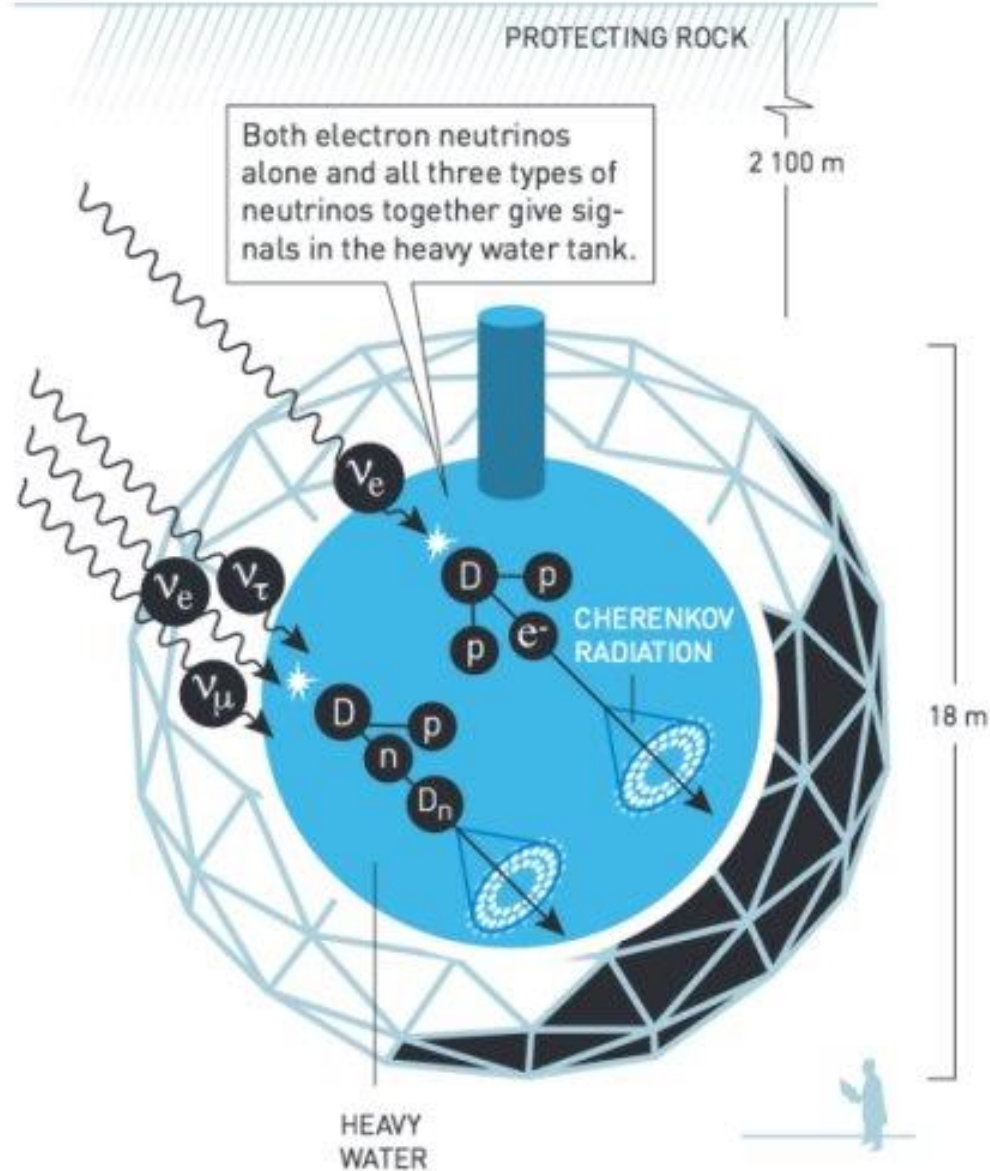 PROTECTING ROCK
Both electron neutrinos
alone and all three types of
neutrinos together give sig-
nals in the heavy water tank.
2 100 m
νe
D
p
p
e-
CHERENKOV
RADIATION
νe
ντ
νμ
D
p
n
Dn
18 m
HEAVY
WATER